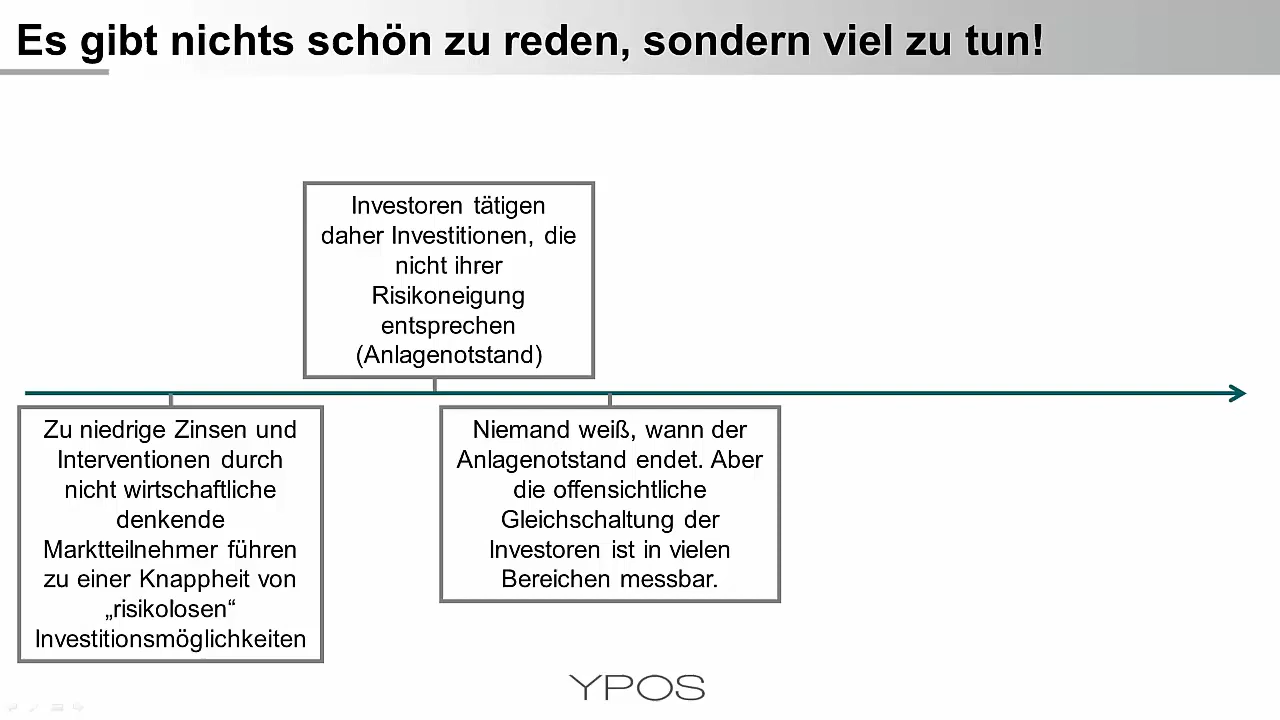 Es gibt nichts schön zu reden, sondern viel zu tun!
Investoren tätigen
daher Investitionen, die
nicht ihrer
Risikoneigung
entsprechen
(Anlagenotstand)
Zu niedrige Zinsen und
Interventionen durch
nicht wirtschaftliche
denkende
Marktteilnehmer führen
zu einer Knappheit von
„risikolosen“
Investitionsmöglichkeiten
Niemand weiß, wann der
Anlagenotstand endet. Aber
die offensichtliche
Gleichschaltung der
Investoren ist in vielen
Bereichen messbar.
YPOS